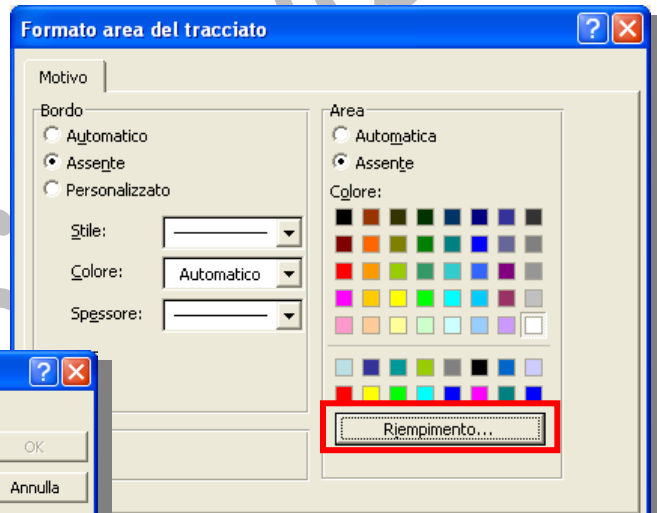 Formato area del tracciato
Motivo
Bordo
Automatico
Assente
Personalizzato
Stile:
Colore: Automatico
Spessore:
Area
Automatica
Assente
Colore:
Riempimento...
OK
Annulla